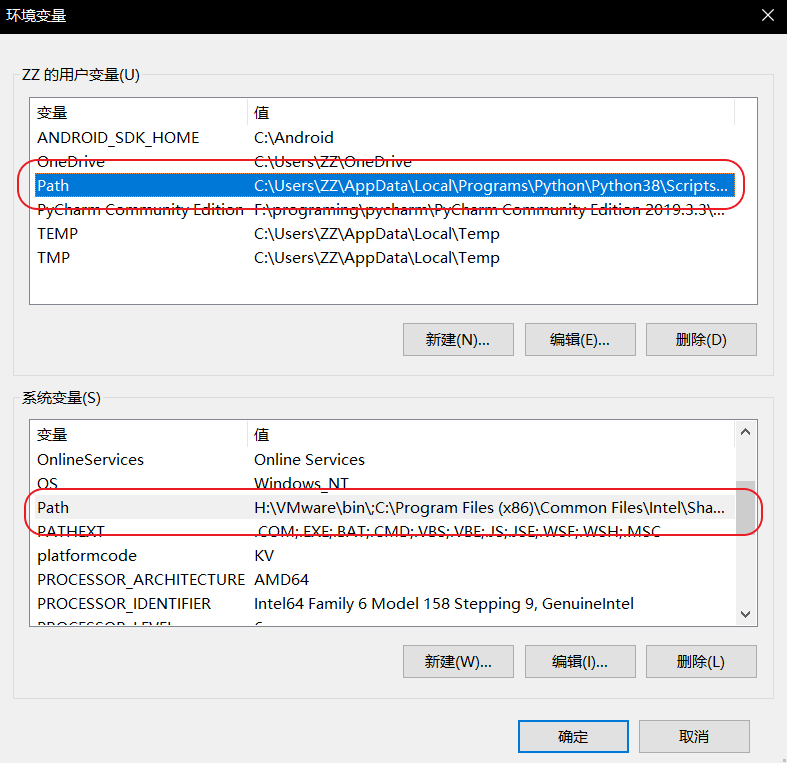 环境变量
ZZ 的用户变量(U)
变量 值
ANDROID_SDK_HOME C:\Android
OneDrive C:\Users\ZZ\OneDrive
Path C:\Users\ZZ\AppData\Local\Programs\Python\Python38\Scripts...
PyCharm Community Edition F:\programing\pycharm\PyCharm Community Edition 2019.3.3\...
TEMP C:\Users\ZZ\AppData\Local\Temp
TMP C:\Users\ZZ\AppData\Local\Temp
新建(N)... 编辑(E)... 删除(D)
系统变量(S)
变量 值
OnlineServices Online Services
OS Windows_NT
Path H:\VMware\bin\;C:\Program Files (x86)\Common Files\Intel\Sha...
PATHEXT .COM;.EXE;.BAT;.CMD;.VBS;.VBE;.JS;.JSE;.WSF;.WSH;.MSC
platformcode KV
PROCESSOR_ARCHITECTURE AMD64
PROCESSOR_IDENTIFIER Intel64 Family 6 Model 158 Stepping 9, GenuineIntel
PROCESSOR_LEVEL 6
新建(W)... 编辑(I)... 删除(L)
确定 取消